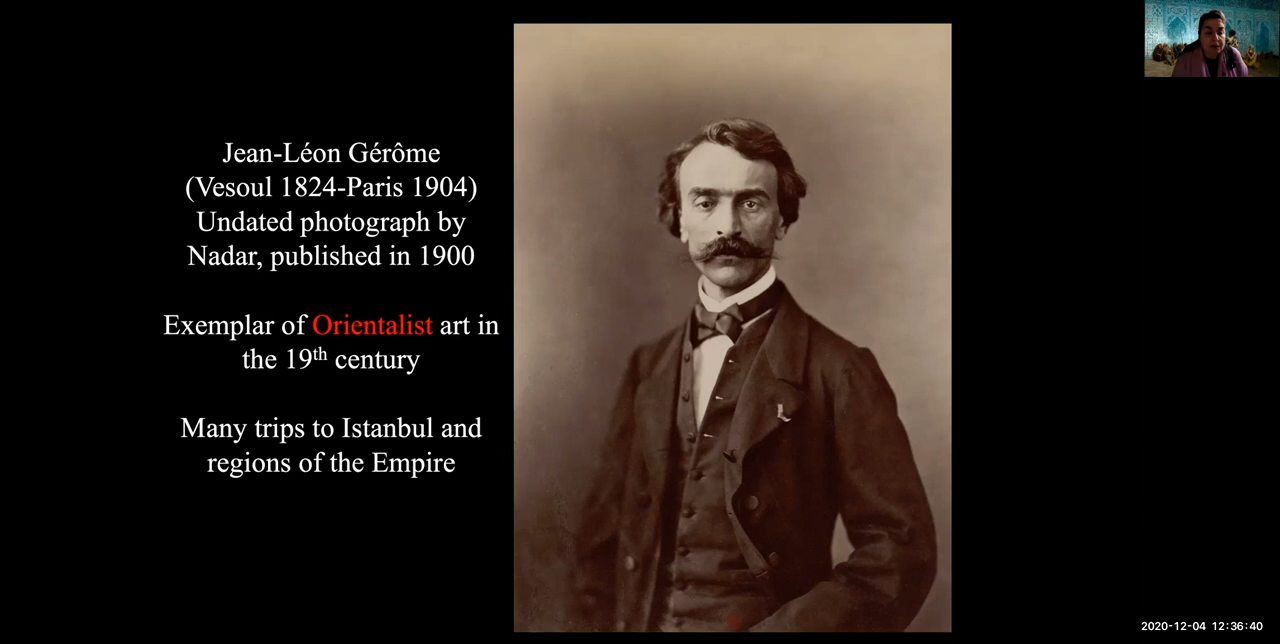 Jean-Léon Gérôme
(Vesoul 1824-Paris 1904)
Undated photograph by
Nadar, published in 1900
Exemplar of Orientalist art in
the 19th century
Many trips to Istanbul and
regions of the Empire
2020-12-04 12:36:40